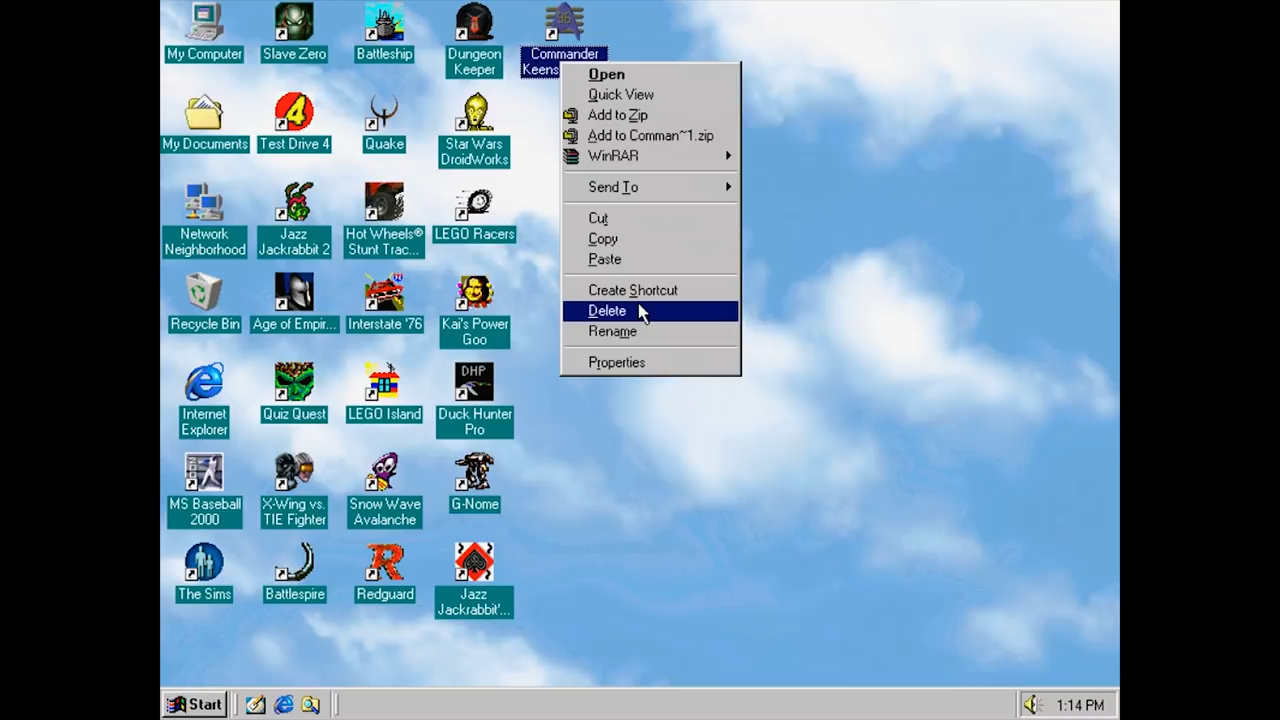 My Computer
Slave Zero
Battleship
Dungeon
Keeper
Commander
Keens
My Documents
Test Drive 4
Quake
Star Wars
DroidWorks
Network
Neighborhood
Jazz
Jackrabbit 2
Hot Wheels®
Stunt Trac...
LEGO Racers
Recycle Bin
Age of Empir...
Interstate '76
Kai's Power
Goo
Internet
Explorer
Quiz Quest
LEGO Island
DHP
Duck Hunter
Pro
MS Baseball
2000
X-Wing vs.
TIE Fighter
Snow Wave
Avalanche
G-Nome
The Sims
Battlespire
Redguard
Jazz
Jackrabbit'...
Open
Quick View
Add to Zip
Add to Comman~1.zip
WinRAR
Send To
Cut
Copy
Paste
Create Shortcut
Delete
Rename
Properties
Start
1:14 PM